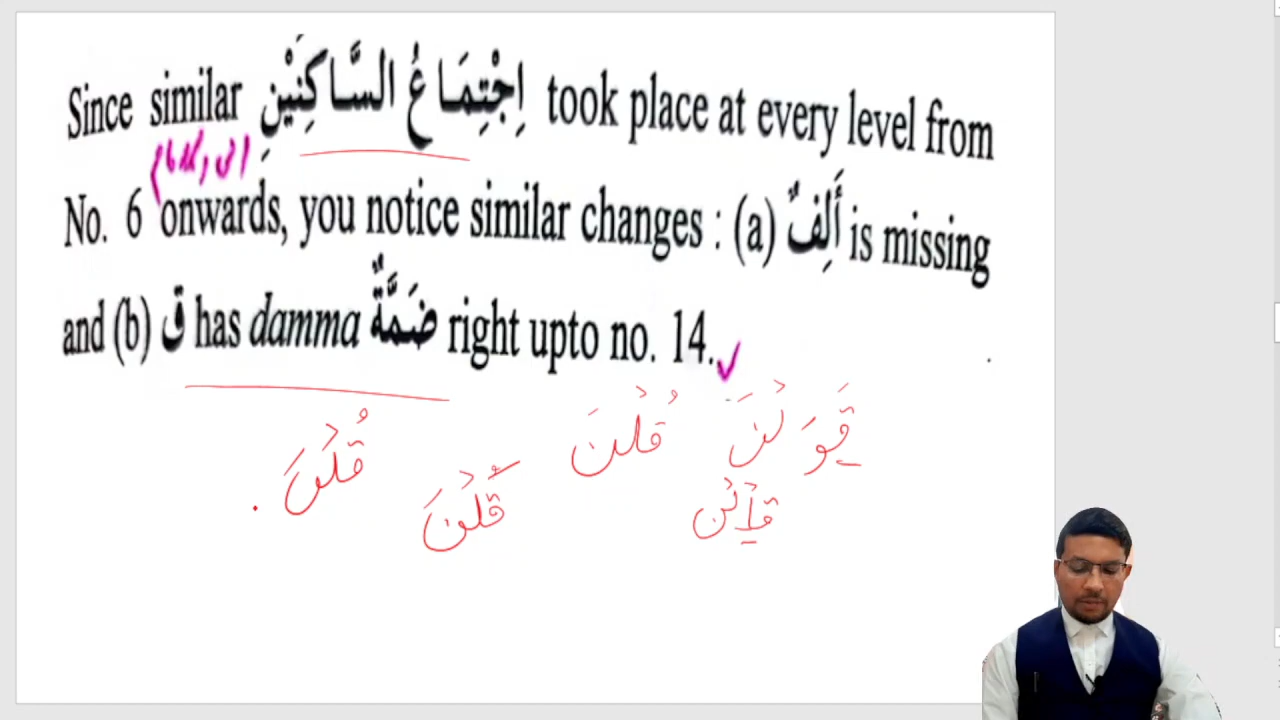 Since similar اِجْتِمَاعُ السَّاكِنَيْنِ took place at every level from
No. 6 onwards, you notice similar changes : (a) أَلِفٌ is missing
and (b) ق has damma ضَمَّةٌ right upto no. 14.
قَوَلْنَ قُلْنَ قَلْنَ قُلْنَ